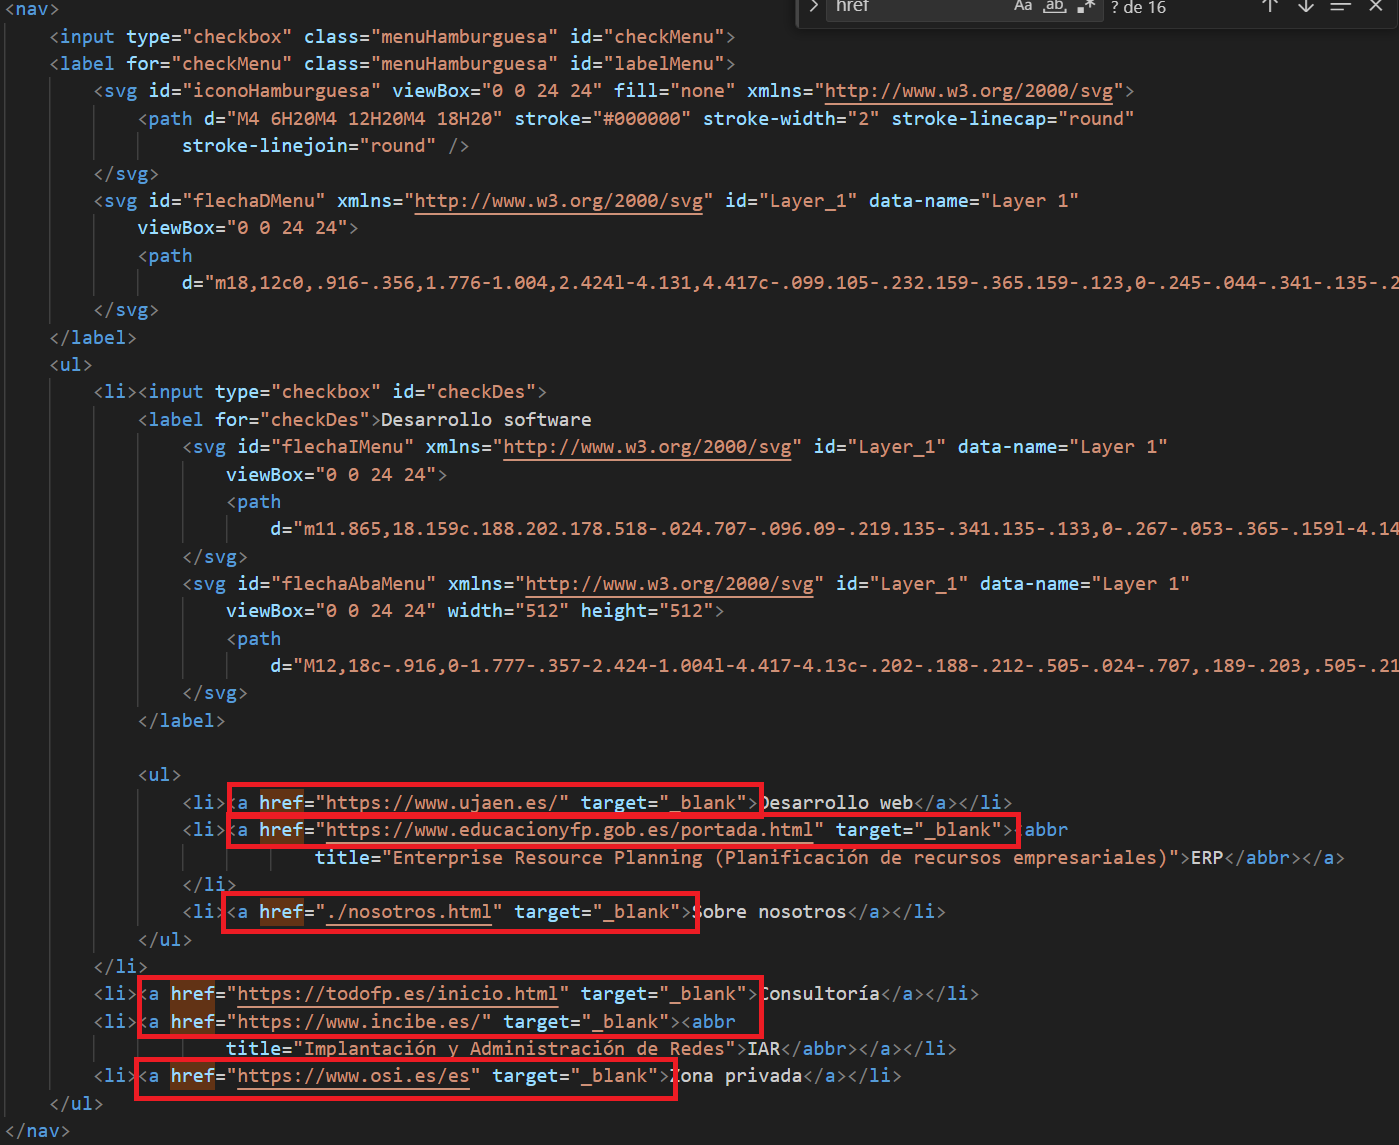 <nav>
href Aa ab .* ? de 16
<input type="checkbox" class="menuHamburguesa" id="checkMenu">
<label for="checkMenu" class="menuHamburguesa" id="labelMenu">
<svg id="iconoHamburguesa" viewBox="0 0 24 24" fill="none" xmlns="http://www.w3.org/2000/svg">
<path d="M4 6H20M4 12H20M4 18H20" stroke="#000000" stroke-width="2" stroke-linecap="round"
stroke-linejoin="round" />
</svg>
<svg id="flechaDMenu" xmlns="http://www.w3.org/2000/svg" id="Layer_1" data-name="Layer 1"
viewBox="0 0 24 24">
<path
d="m18,12c0,.916-.356,1.776-1.004,2.424l-4.131,4.417c-.099.105-.232.159-.365.159-.123,0-.245-.044-.341-.135-.2
</svg>
</label>
<ul>
<li><input type="checkbox" id="checkDes">
<label for="checkDes">Desarrollo software
<svg id="flechaIMenu" xmlns="http://www.w3.org/2000/svg" id="Layer_1" data-name="Layer 1"
viewBox="0 0 24 24">
<path
d="m11.865,18.159c.188.202.178.518-.024.707-.096.09-.219.135-.341.135-.133,0-.267-.053-.365-.159l-4.14
</svg>
<svg id="flechaAbaMenu" xmlns="http://www.w3.org/2000/svg" id="Layer_1" data-name="Layer 1"
viewBox="0 0 24 24" width="512" height="512">
<path
d="M12,18c-.916,0-1.777-.357-2.424-1.004l-4.417-4.13c-.202-.188-.212-.505-.024-.707,.189-.203,.505-.21
</svg>
</label>
<ul>
<li><a href="https://www.ujaen.es/" target="_blank">Desarrollo web</a></li>
<li><a href="https://www.educacionyfp.gob.es/portada.html" target="_blank"><abbr
title="Enterprise Resource Planning (Planificación de recursos empresariales)">ERP</abbr></a>
</li>
<li><a href="./nosotros.html" target="_blank">Sobre nosotros</a></li>
</ul>
</li>
<li><a href="https://todofp.es/inicio.html" target="_blank">Consultoría</a></li>
<li><a href="https://www.incibe.es/" target="_blank"><abbr
title="Implantación y Administración de Redes">IAR</abbr></a></li>
<li><a href="https://www.osi.es/es" target="_blank">Zona privada</a></li>
</ul>
</nav>